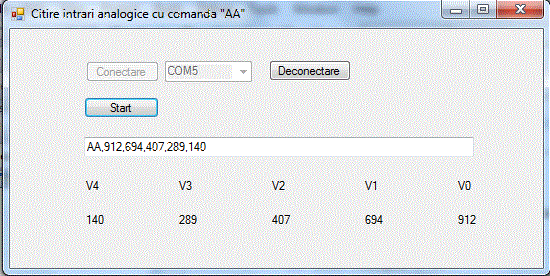 Citire intrari analogice cu comanda "AA"
Conectare COM5 Deconectare
Start
AA,912,694,407,289,140
V4 V3 V2 V1 V0
140 289 407 694 912